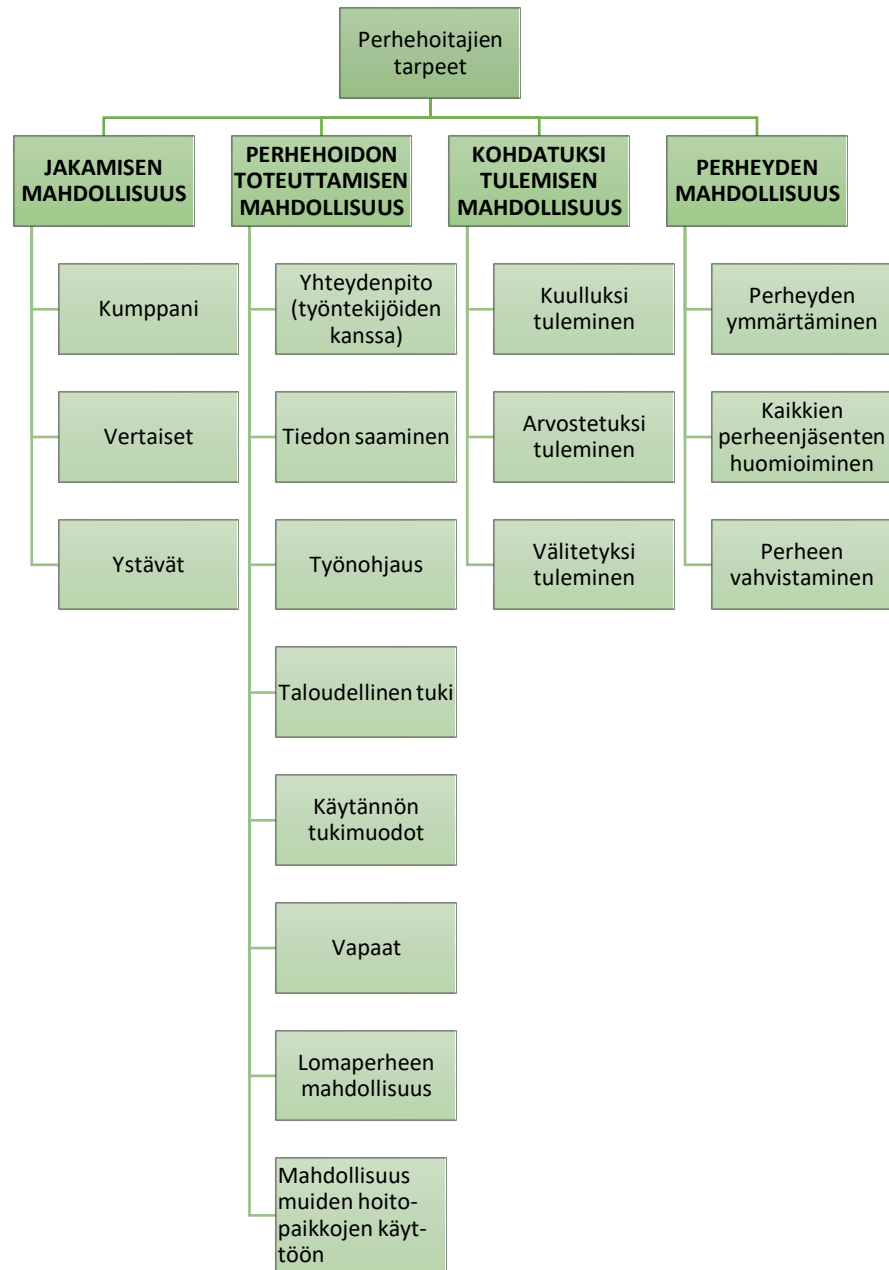 Perhehoitajien
tarpeet
JAKAMISEN
MAHDOLLISUUS
PERHEHOIDON
TOTEUTTAMISEN
MAHDOLLISUUS
KOHDATUKSI
TULEMISEN
MAHDOLLISUUS
PERHEYDEN
MAHDOLLISUUS
Kumppani
Vertaiset
Ystävät
Yhteydenpito
(työntekijöiden
kanssa)
Tiedon saaminen
Työnohjaus
Taloudellinen tuki
Käytännön
tukimuodot
Vapaat
Lomaperheen
mahdollisuus
Mahdollisuus
muiden hoito-
paikkojen käyt-
töön
Kuulluksi
tuleminen
Arvostetuksi
tuleminen
Välitetyksi
tuleminen
Perheyden
ymmärtäminen
Kaikkien
perheenjäsenten
huomioiminen
Perheen
vahvistaminen